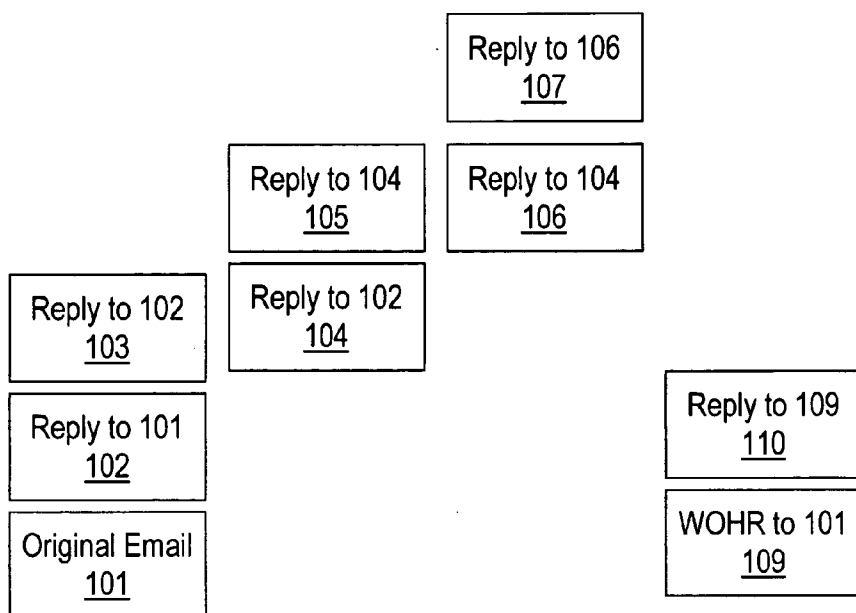 Reply to 106
107
Reply to 104
105
Reply to 104
106
Reply to 102
103
Reply to 102
104
Reply to 109
110
Reply to 101
102
WOHR to 101
109
Original Email
101